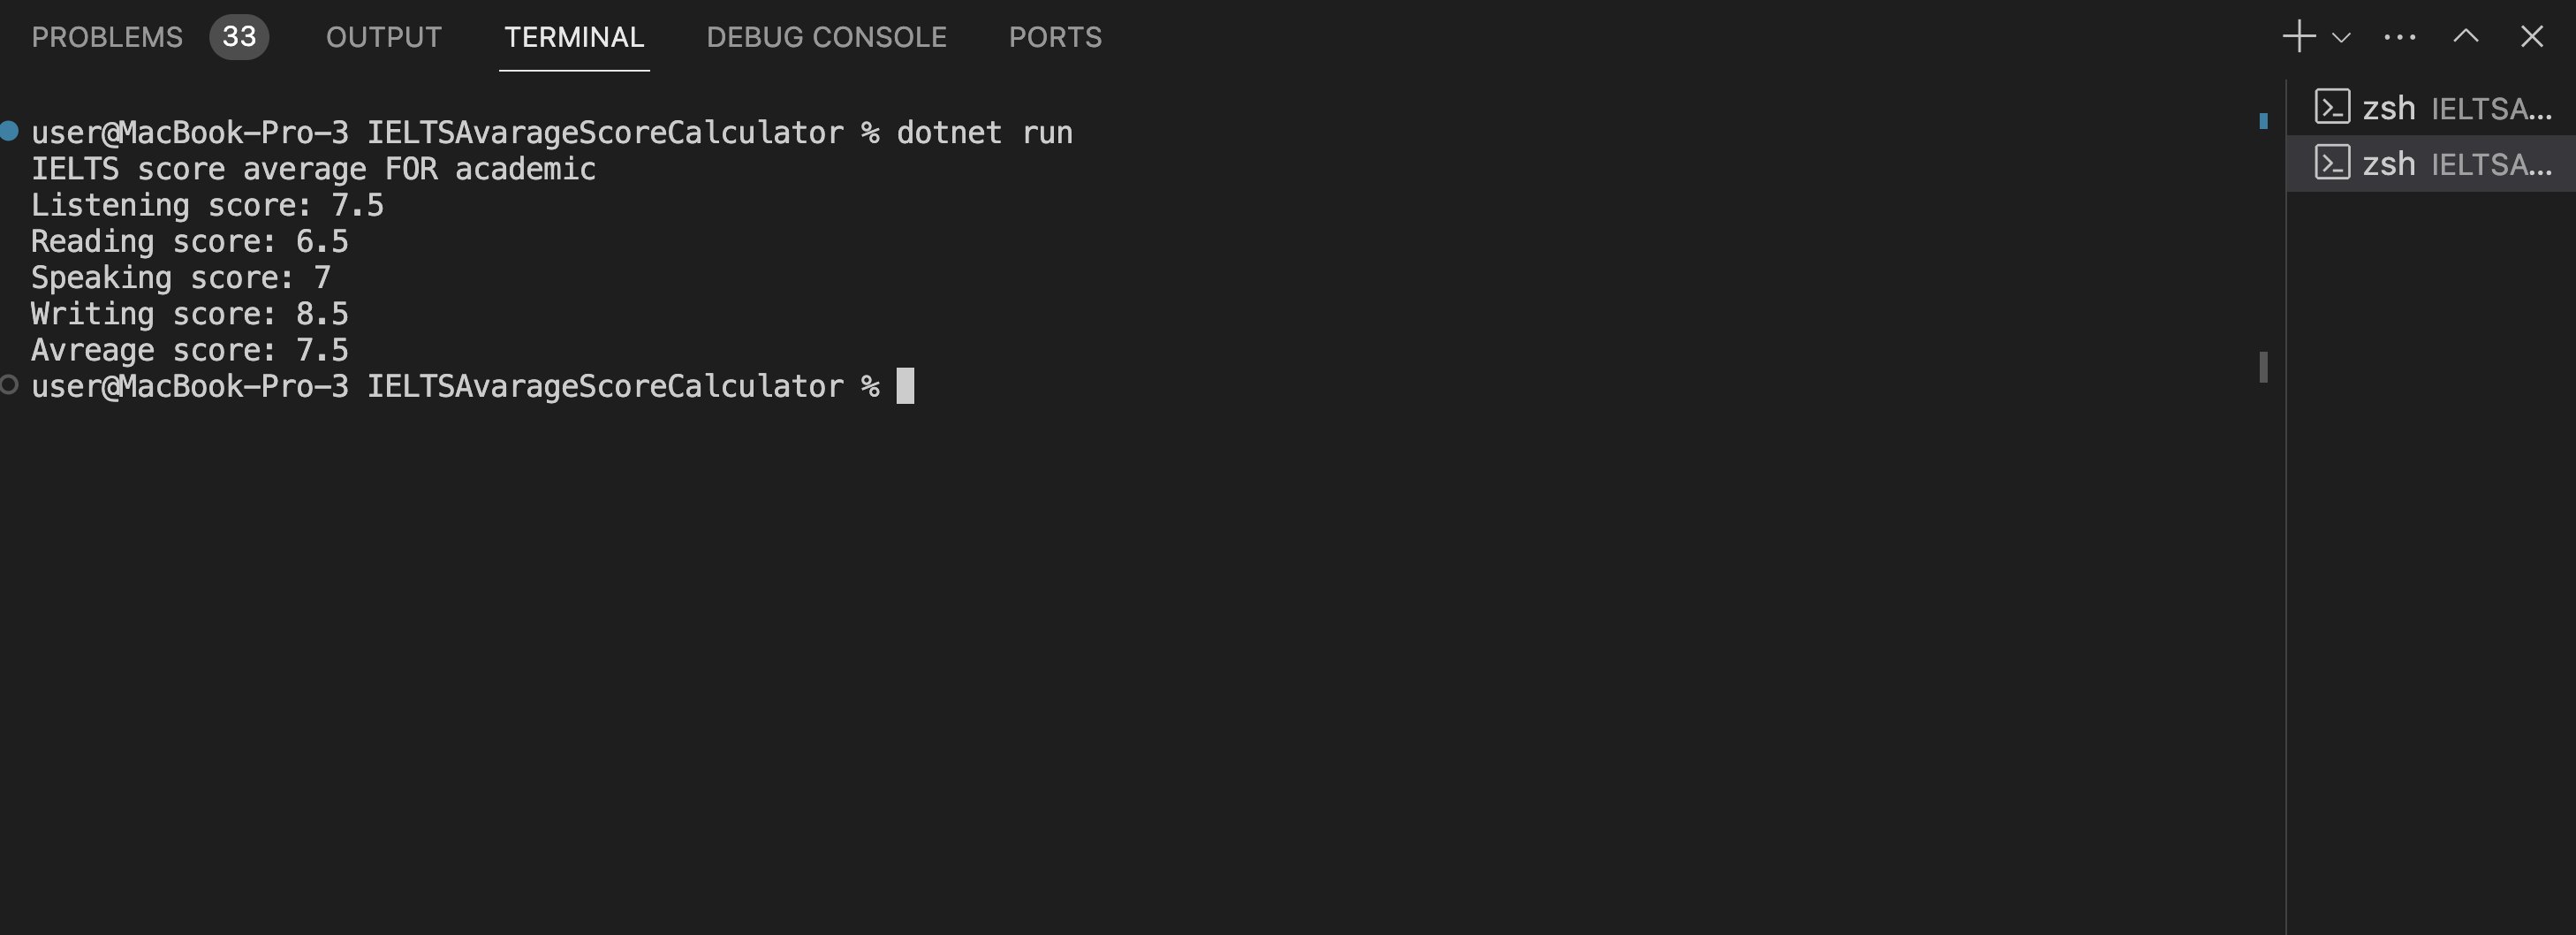 PROBLEMS 33 OUTPUT TERMINAL DEBUG CONSOLE PORTS
user@MacBook-Pro-3 IELTSAvarageScoreCalculator % dotnet run
IELTS score average FOR academic
Listening score: 7.5
Reading score: 6.5
Speaking score: 7
Writing score: 8.5
Avreage score: 7.5
user@MacBook-Pro-3 IELTSAvarageScoreCalculator %
zsh IELTSA...
zsh IELTSA...